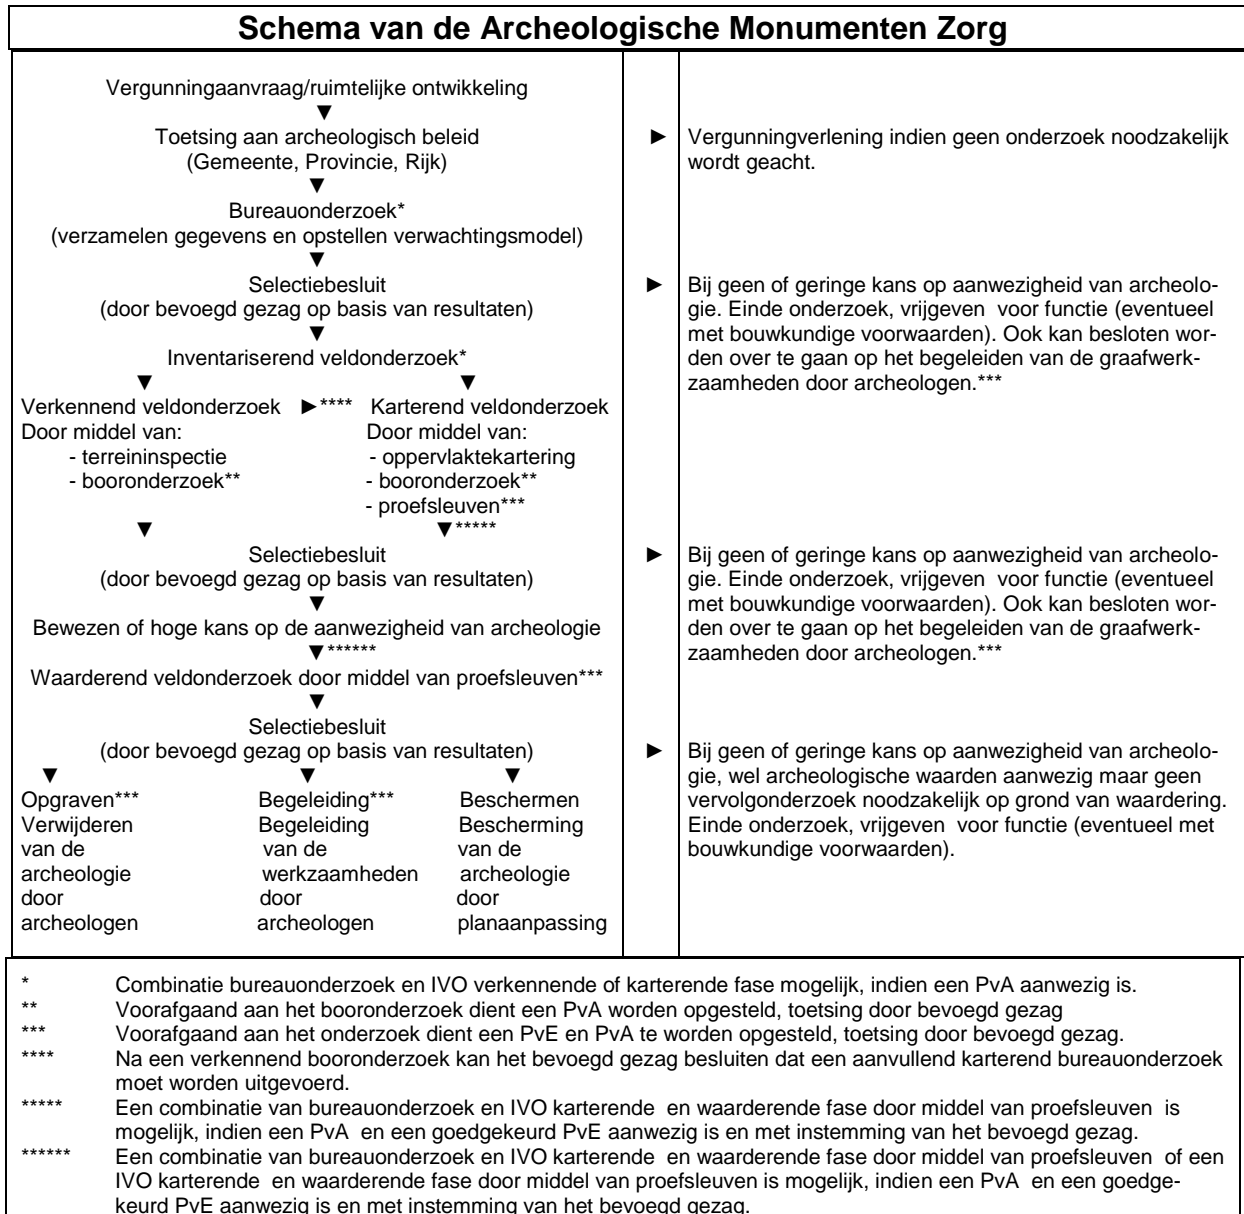 Schema van de Archeologische Monumenten Zorg
Vergunningaanvraag/ruimtelijke ontwikkeling
▼
Toetsing aan archeologisch beleid
(Gemeente, Provincie, Rijk)
► Vergunningverlening indien geen onderzoek noodzakelijk
wordt geacht.
▼
Bureauonderzoek*
(verzamelen gegevens en opstellen verwachtingsmodel)
▼
Selectiebesluit
(door bevoegd gezag op basis van resultaten)
► Bij geen of geringe kans op aanwezigheid van archeolo-
gie. Einde onderzoek, vrijgeven voor functie (eventueel
met bouwkundige voorwaarden). Ook kan besloten wor-
den over te gaan op het begeleiden van de graafwerk-
zaamheden door archeologen.***
▼
Inventariserend veldonderzoek*
▼ ▼
Verkennend veldonderzoek ►**** Karterend veldonderzoek
Door middel van: Door middel van:
- terreininspectie - oppervlaktekartering
- booronderzoek** - booronderzoek**
- proefsleuven***
▼ ▼*****
Selectiebesluit
(door bevoegd gezag op basis van resultaten)
► Bij geen of geringe kans op aanwezigheid van archeolo-
gie. Einde onderzoek, vrijgeven voor functie (eventueel
met bouwkundige voorwaarden). Ook kan besloten wor-
den over te gaan op het begeleiden van de graafwerk-
zaamheden door archeologen.***
▼
Bewezen of hoge kans op de aanwezigheid van archeologie
▼******
Waarderend veldonderzoek door middel van proefsleuven***
▼
Selectiebesluit
(door bevoegd gezag op basis van resultaten)
► Bij geen of geringe kans op aanwezigheid van archeolo-
gie, wel archeologische waarden aanwezig maar geen
vervolgonderzoek noodzakelijk op grond van waardering.
Einde onderzoek, vrijgeven voor functie (eventueel met
bouwkundige voorwaarden).
▼ ▼ ▼
Opgraven*** Begeleiding*** Beschermen
Verwijderen Begeleiding Bescherming
van de van de van de
archeologie werkzaamheden archeologie
door door door
archeologen archeologen planaanpassing
* Combinatie bureauonderzoek en IVO verkennende of karterende fase mogelijk, indien een PvA aanwezig is.
** Voorafgaand aan het booronderzoek dient een PvA worden opgesteld, toetsing door bevoegd gezag
*** Voorafgaand aan het onderzoek dient een PvE en PvA te worden opgesteld, toetsing door bevoegd gezag.
**** Na een verkennend booronderzoek kan het bevoegd gezag besluiten dat een aanvullend karterend bureauonderzoek
moet worden uitgevoerd.
***** Een combinatie van bureauonderzoek en IVO karterende en waarderende fase door middel van proefsleuven is
mogelijk, indien een PvA en een goedgekeurd PvE aanwezig is en met instemming van het bevoegd gezag.
****** Een combinatie van bureauonderzoek en IVO karterende en waarderende fase door middel van proefsleuven of een
IVO karterende en waarderende fase door middel van proefsleuven is mogelijk, indien een PvA en een goedge-
keurd PvE aanwezig is en met instemming van het bevoegd gezag.